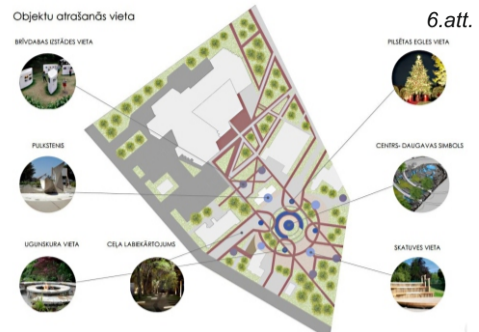 Objektu atrašanās vieta
6.att.
BRĪVDABAS IZSTĀDES VIETA
PILSĒTAS EGLES VIETA
PULKSTENIS
CENTRS- DAUGAVAS SIMBOLS
UGUNSKURA VIETA
CEĻA LABIEKĀRTOJUMS
SKATUVES VIETA